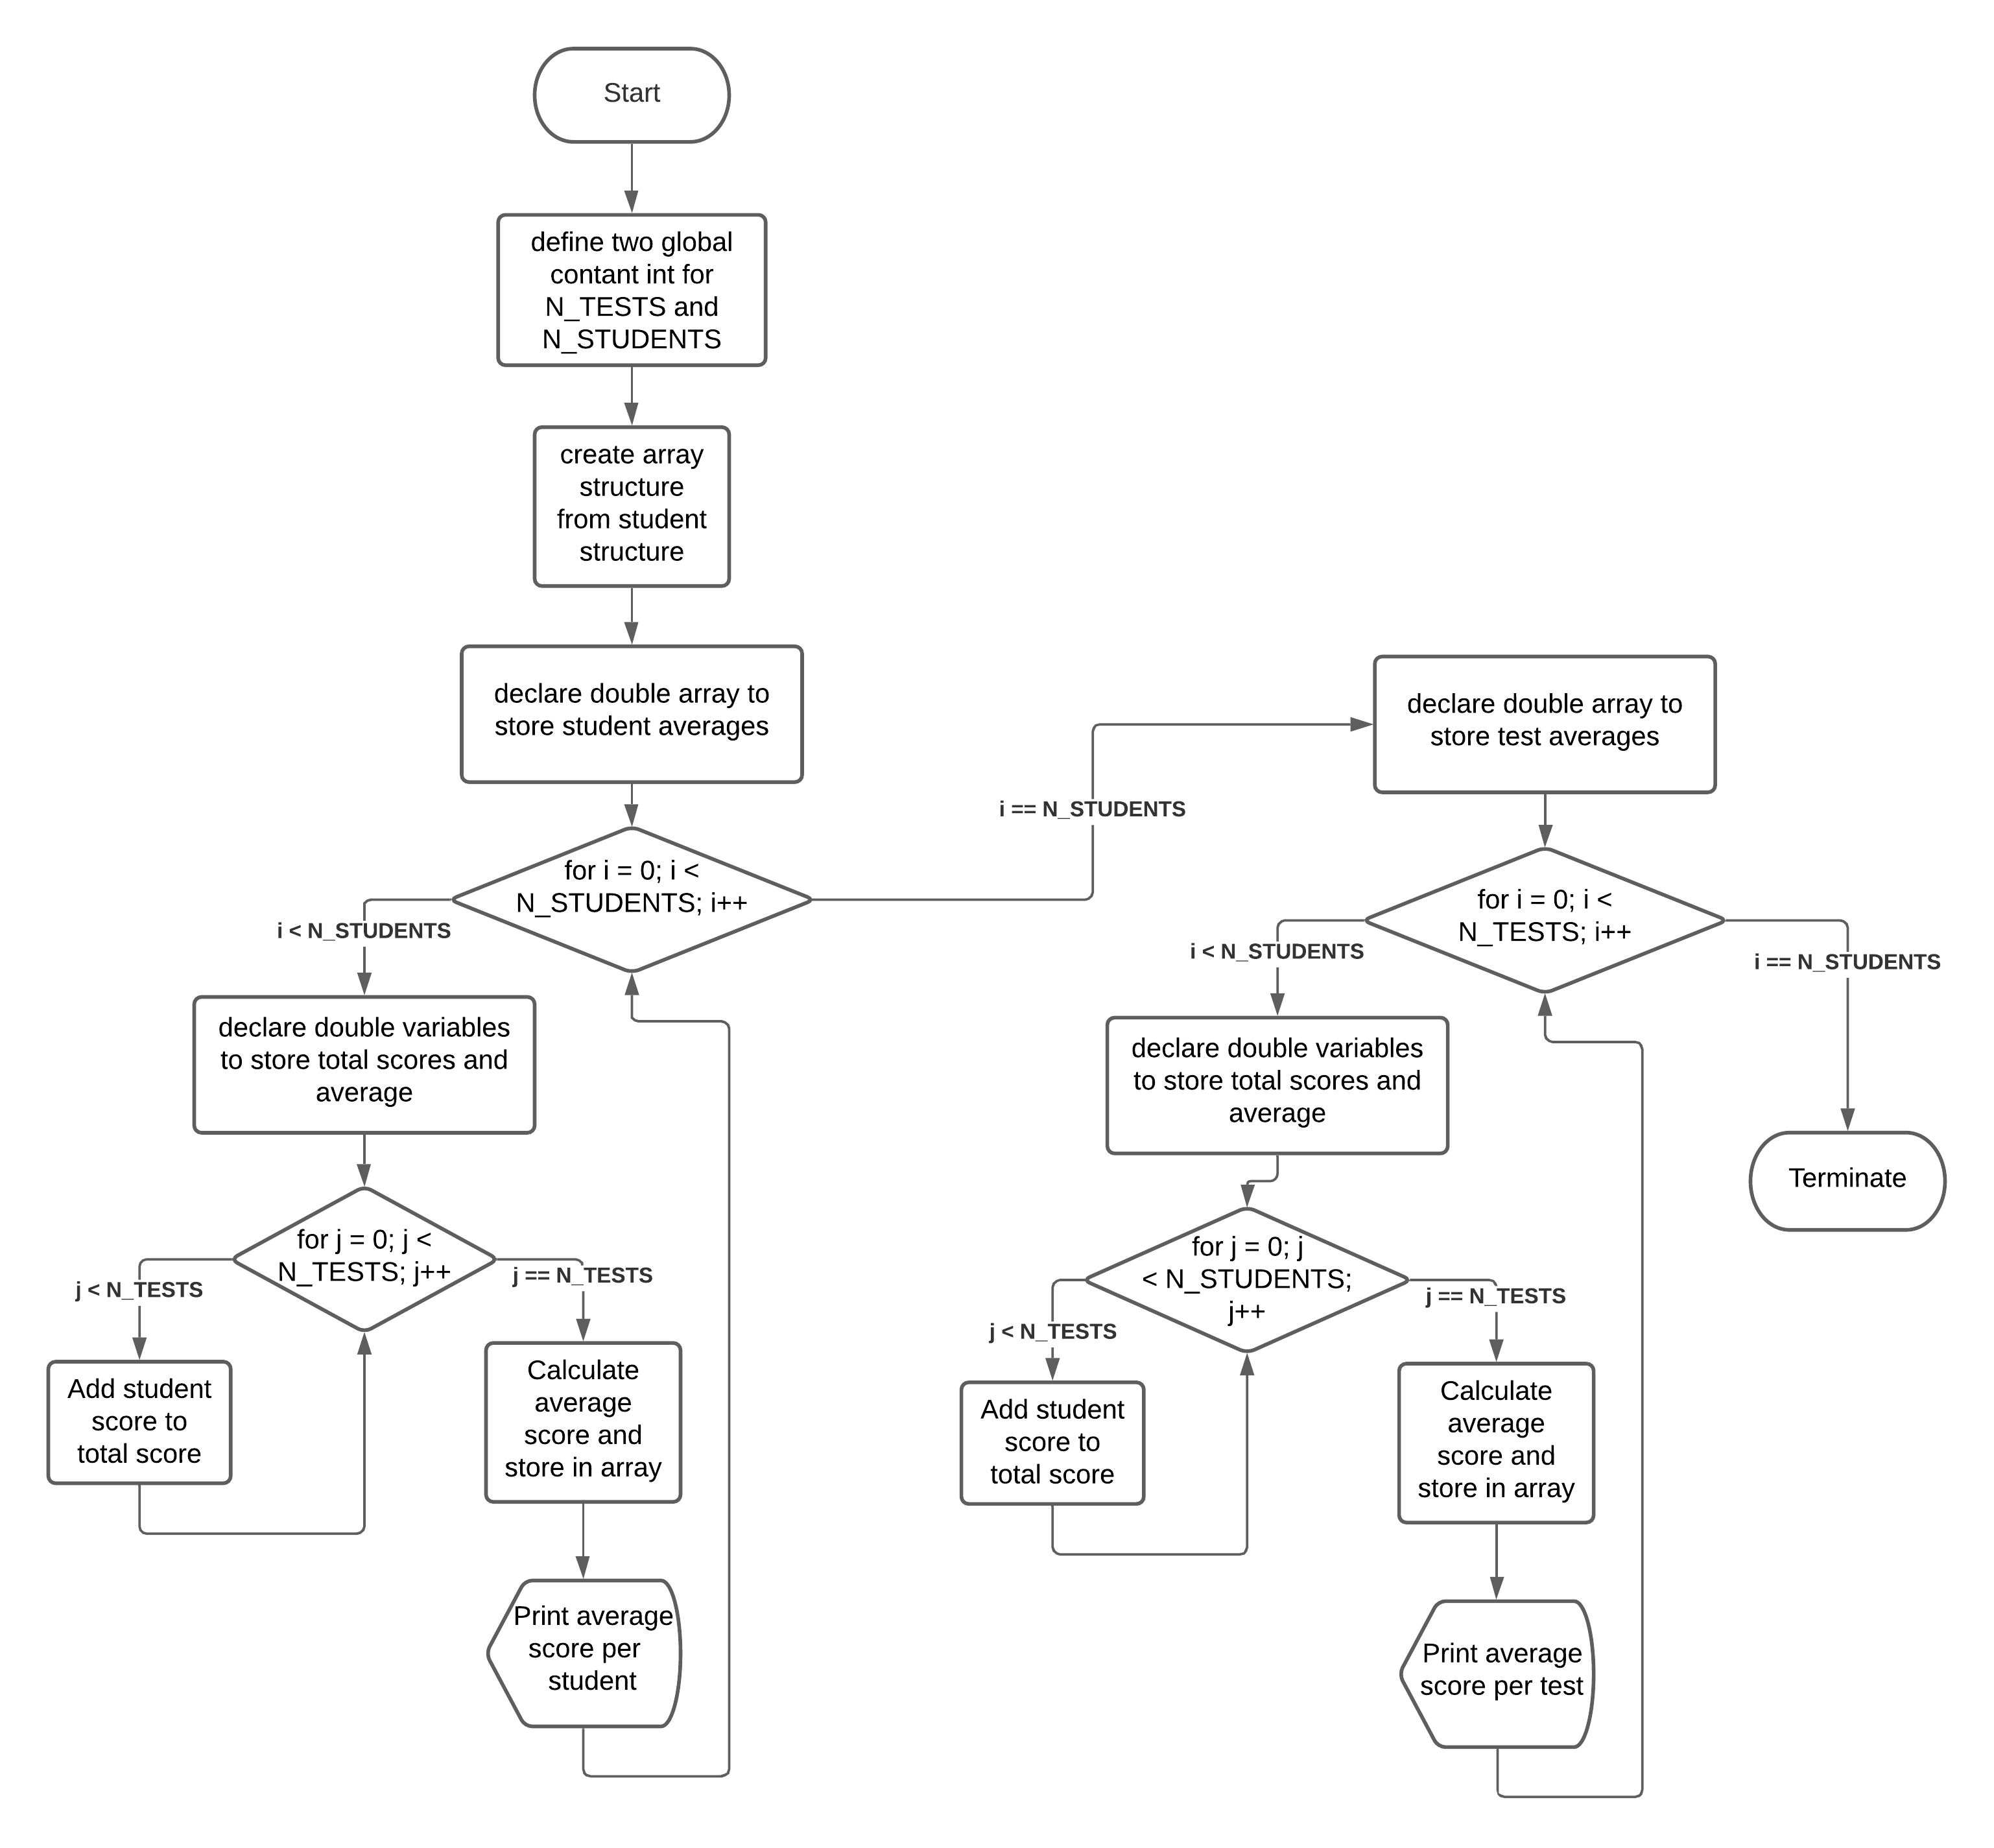 Start
define two global
contant int for
N_TESTS and
N_STUDENTS
create array
structure
from student
structure
declare double array to
store student averages
for i = 0; i <
N_STUDENTS; i++
i < N_STUDENTS
i == N_STUDENTS
declare double variables
to store total scores and
average
for j = 0; j <
N_TESTS; j++
j < N_TESTS
j == N_TESTS
Add student
score to
total score
Calculate
average
score and
store in array
Print average
score per
student
declare double array to
store test averages
for i = 0; i <
N_TESTS; i++
i < N_STUDENTS
i == N_STUDENTS
declare double variables
to store total scores and
average
Terminate
for j = 0; j
< N_STUDENTS;
j++
j < N_TESTS
j == N_TESTS
Add student
score to
total score
Calculate
average
score and
store in array
Print average
score per test